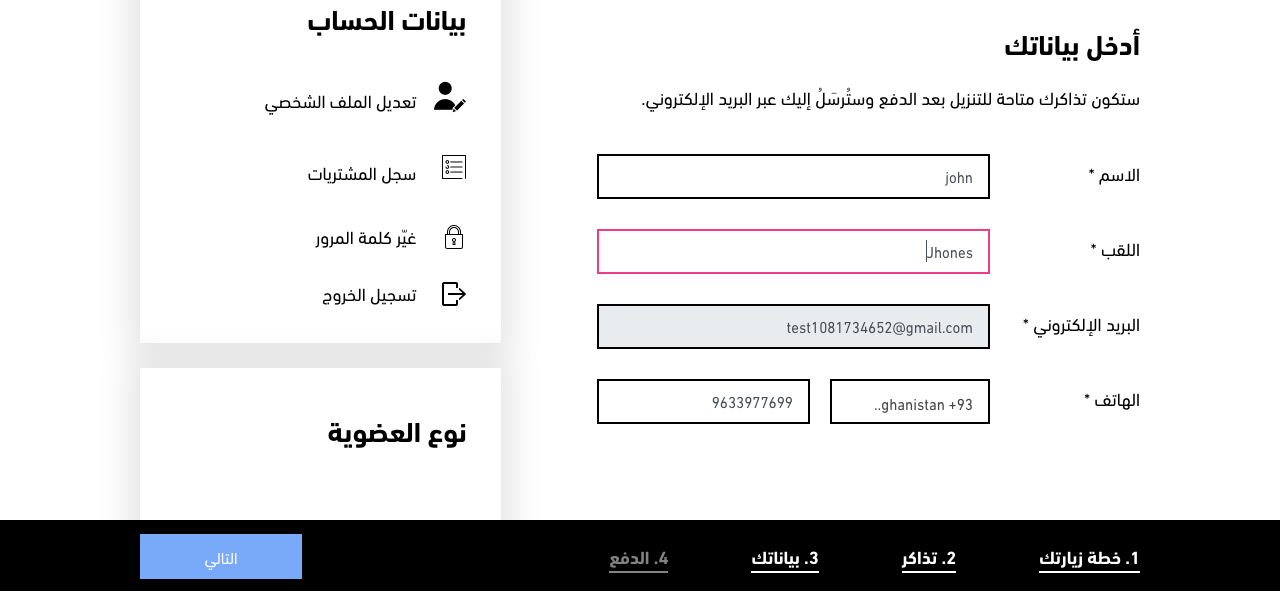 أدخل بياناتك
ستكون تذاكرك متاحة للتنزيل بعد الدفع وستُرسَلُ إليك عبر البريد الإلكتروني.
الاسم *
john
اللقب *
Jhones
البريد الإلكتروني *
test1081734652@gmail.com
الهاتف *
..ghanistan +93
9633977699
بيانات الحساب
تعديل الملف الشخصي
سجل المشتريات
غيّر كلمة المرور
تسجيل الخروج
نوع العضوية
1. خطة زيارتك
2. تذاكر
3. بياناتك
4. الدفع
التالي